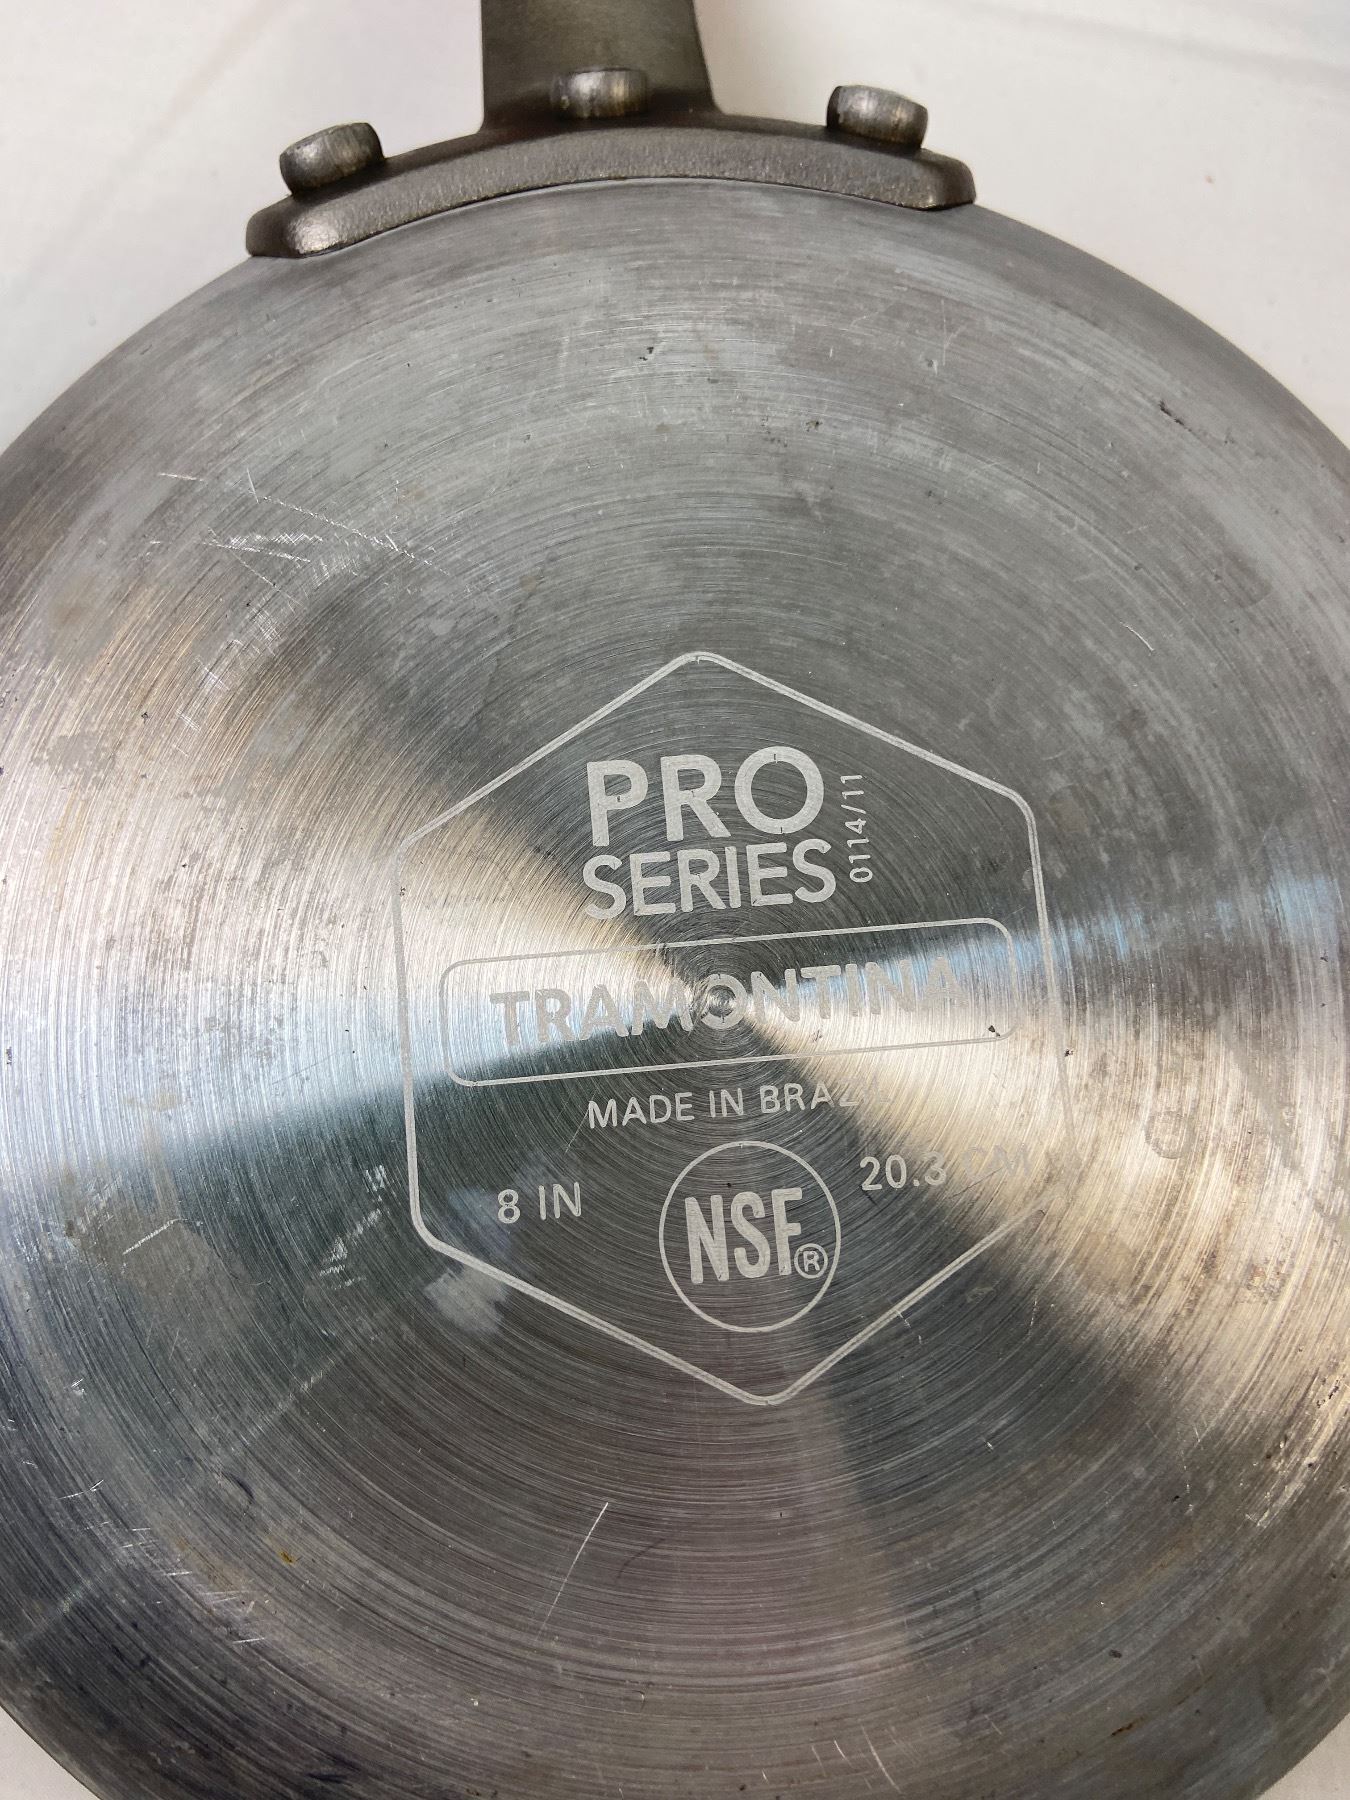 PRO
SERIES
0114/11
TRAMONTINA
MADE IN BRAZIL
8 IN
NSF®
20.3 CM